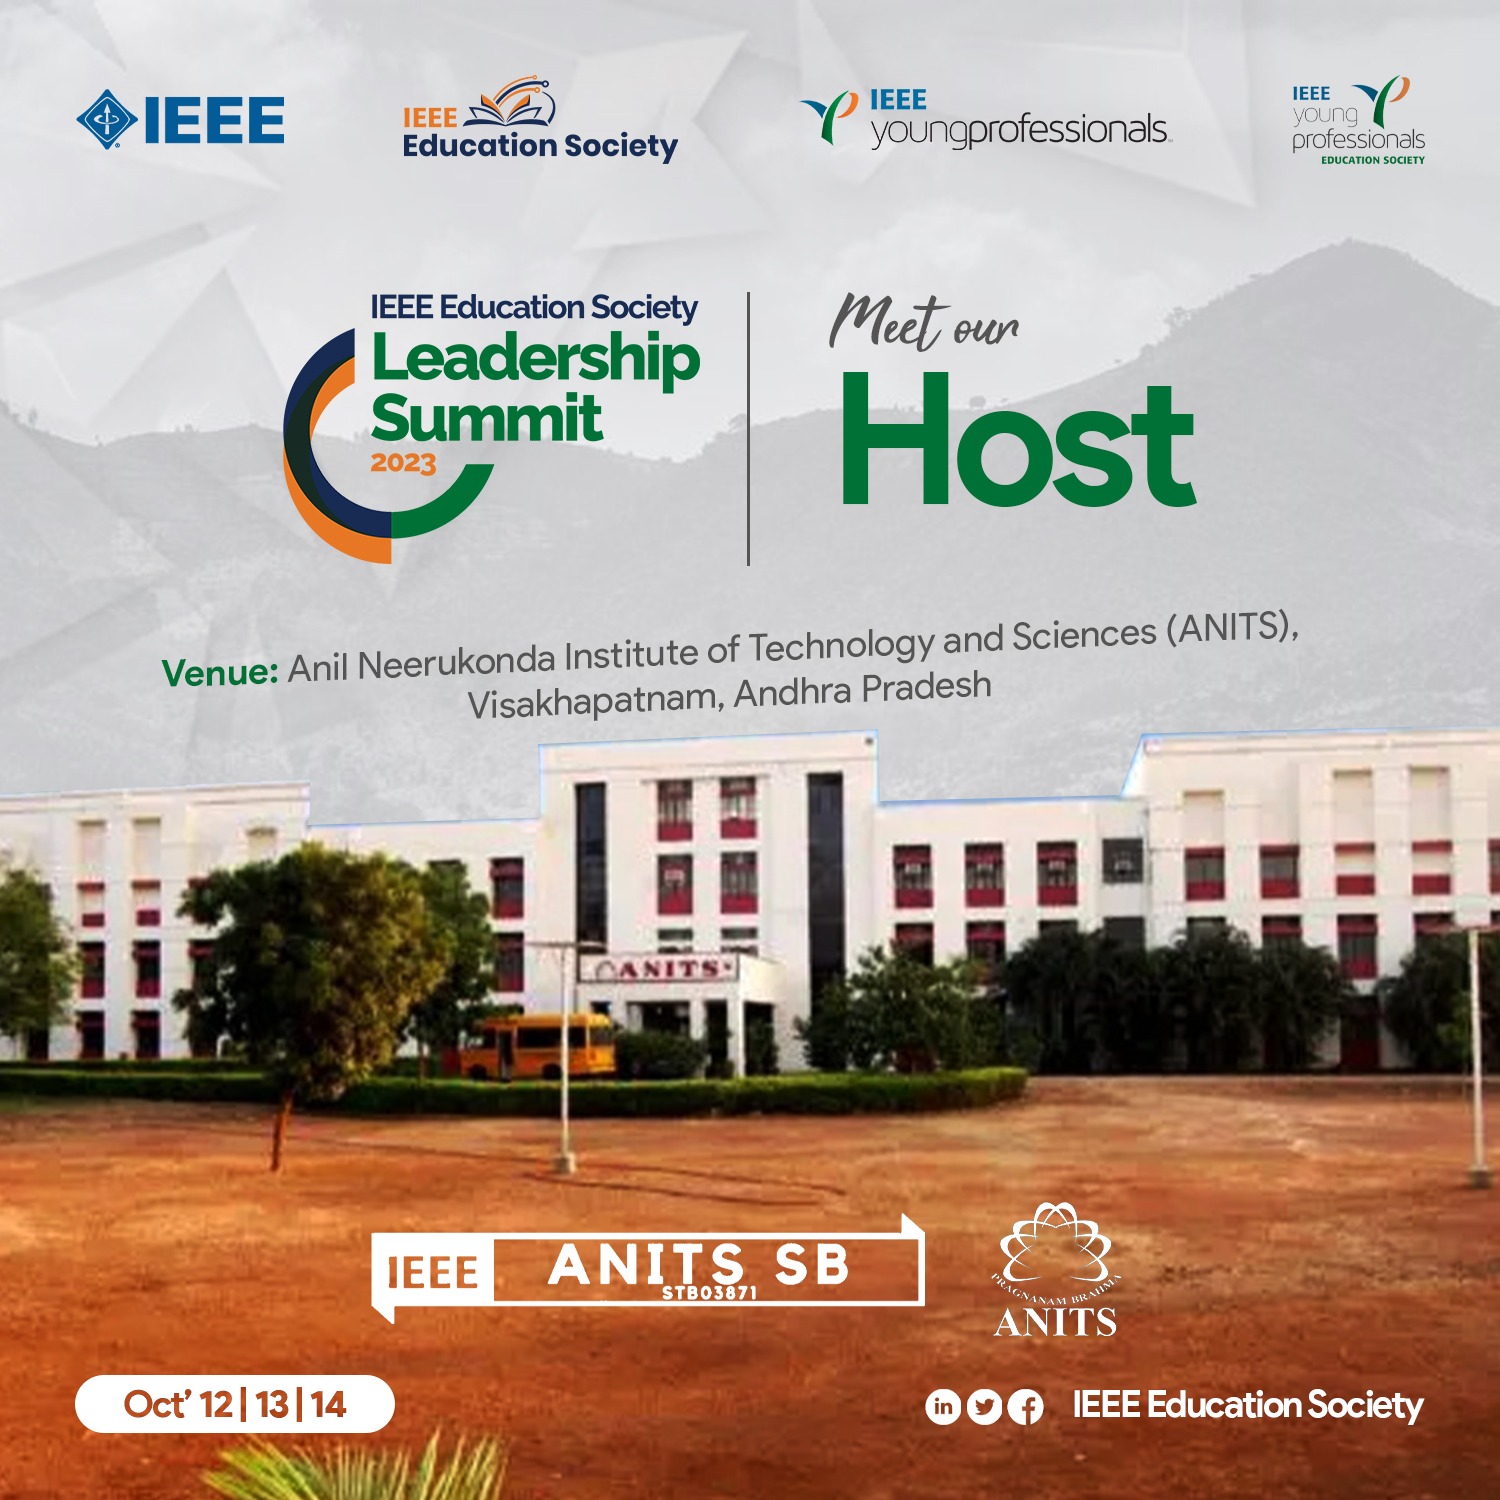 IEEE
IEEE
Education Society
IEEE
youngprofessionals
IEEE
young
professionals
EDUCATION SOCIETY
IEEE Education Society
Leadership
Summit
2023
Meet our
Host
Venue: Anil Neerukonda Institute of Technology and Sciences (ANITS),
Visakhapatnam, Andhra Pradesh
ANITS
IEEE
ANITS SB
STB03871
PRAGNANAM BRAHMA
ANITS
Oct’ 12 | 13 | 14
in
f
IEEE Education Society